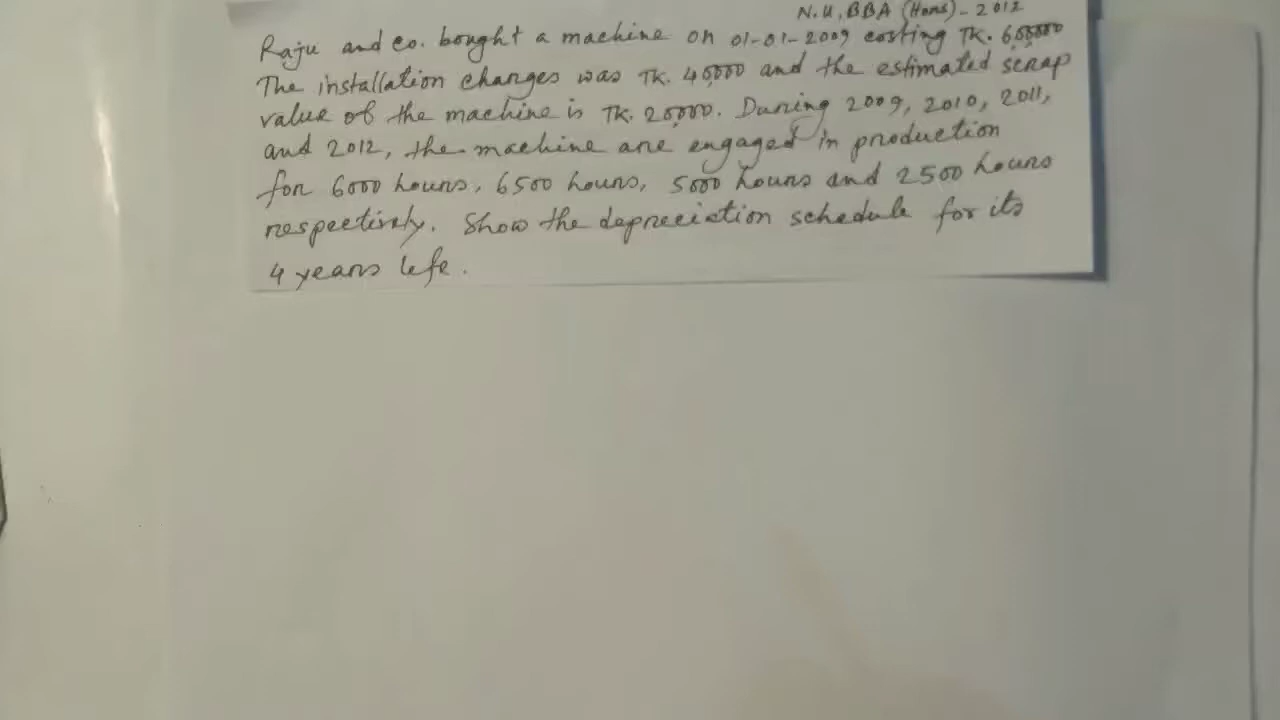 N.U, BBA (Hons) - 2012
Raju and co. bought a machine on 01-01-2009 costing TK. 6,00,000
The installation charges was TK. 40,000 and the estimated scrap
value of the machine is TK. 20,000. During 2009, 2010, 2011,
and 2012, the machine are engaged in production
for 6000 hours, 6500 hours, 5000 hours and 2500 hours
respectively. Show the depreciation schedule for its
4 years life.